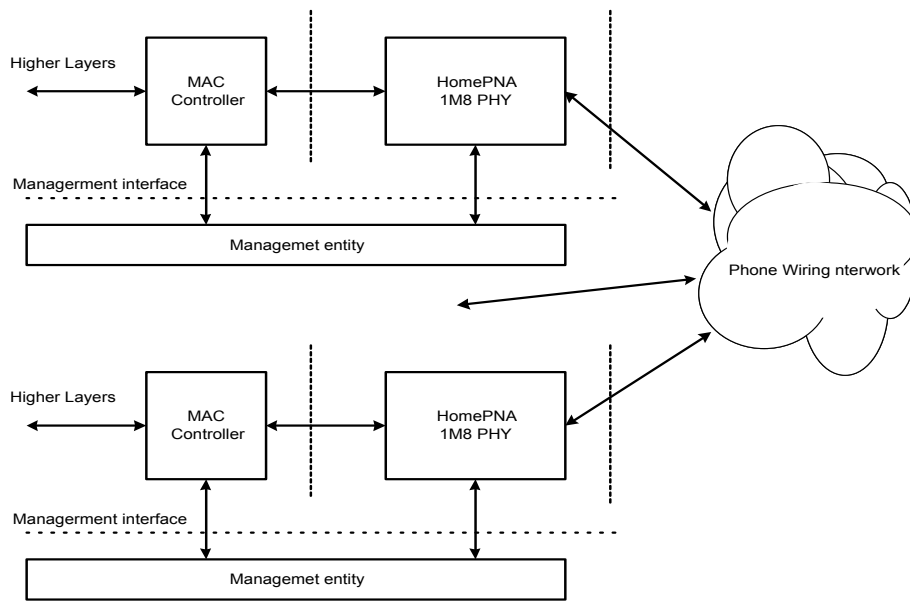 Higher Layers
MAC
Controller
HomePNA
1M8 PHY
Managerment interface
Managemet entity
Phone Wiring nterwork
Higher Layers
MAC
Controller
HomePNA
1M8 PHY
Managerment interface
Managemet entity